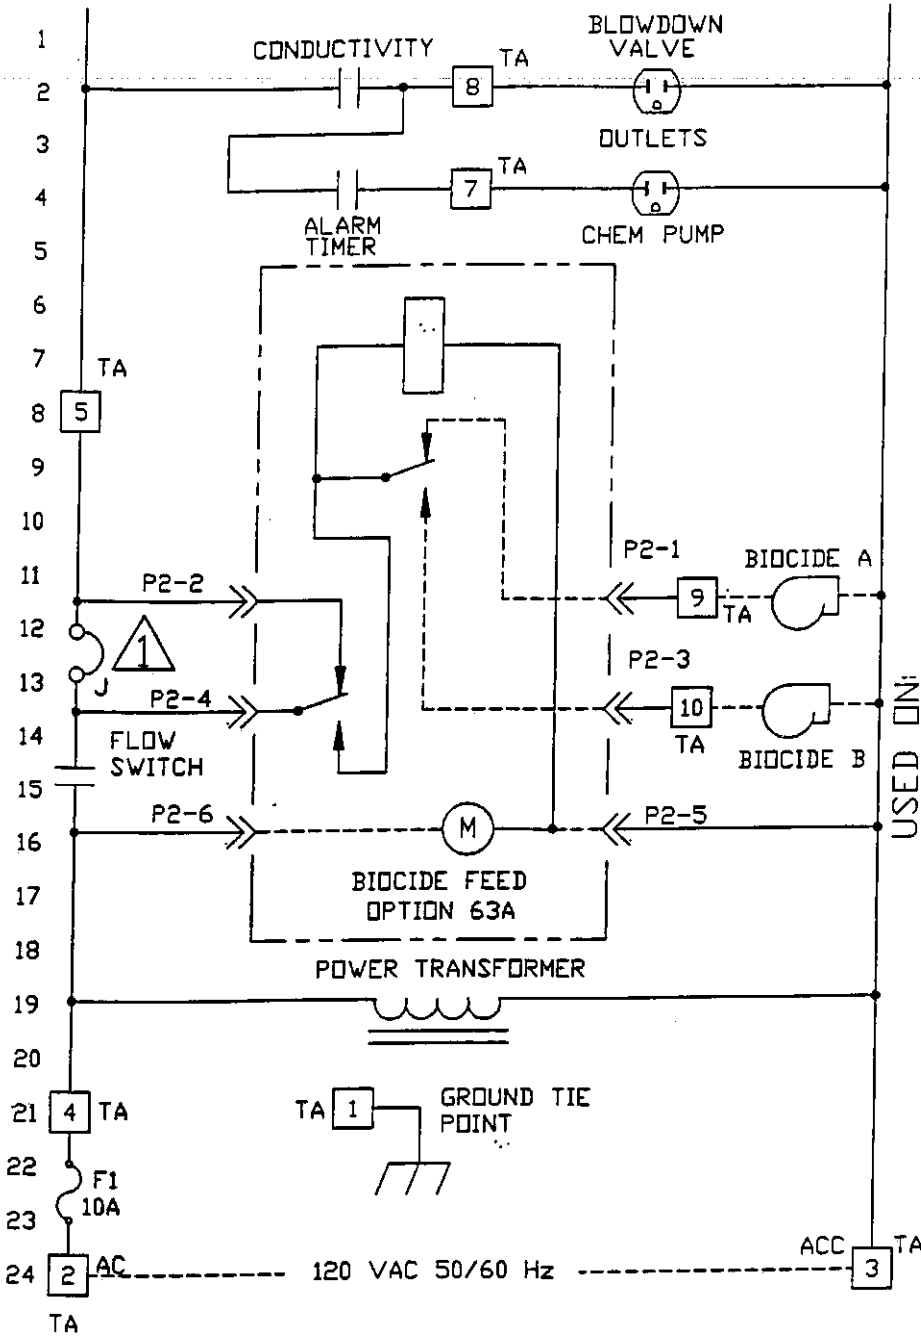 1
BLOWDOWN
VALVE
CONDUCTIVITY
TA
2
8
3
OUTLETS
TA
4
7
ALARM
TIMER
CHEM PUMP
5
6
7
TA
8
5
9
10
P2-1
BIOCIDE A
11
P2-2
9
TA
12
1
P2-3
13
J
P2-4
10
14
FLOW
SWITCH
TA
BIOCIDE B
15
USED ON:
P2-6
P2-5
16
M
BIOCIDE FEED
OPTION 63A
17
18
POWER TRANSFORMER
19
20
21
4
TA
TA
1
GROUND TIE
POINT
22
F1
10A
23
24
2
AC
120 VAC 50/60 Hz
ACC
3
TA
TA